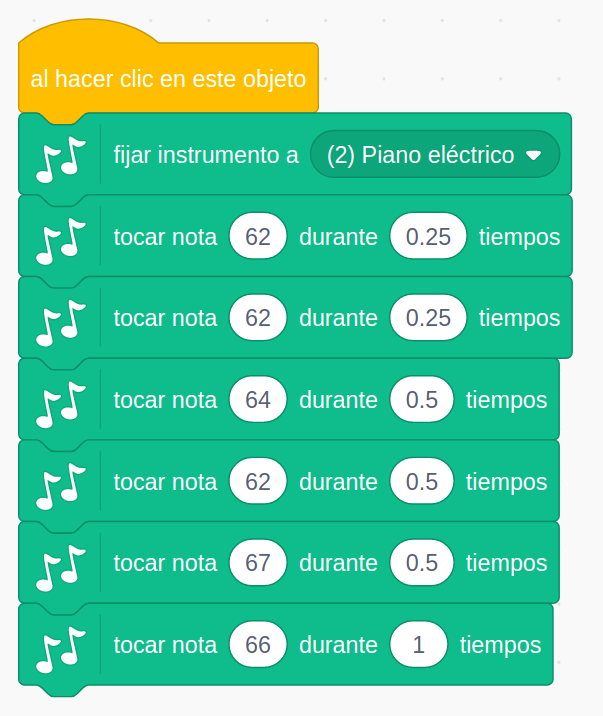 al hacer clic en este objeto
fijar instrumento a (2) Piano eléctrico
tocar nota 62 durante 0.25 tiempos
tocar nota 62 durante 0.25 tiempos
tocar nota 64 durante 0.5 tiempos
tocar nota 62 durante 0.5 tiempos
tocar nota 67 durante 0.5 tiempos
tocar nota 66 durante 1 tiempos